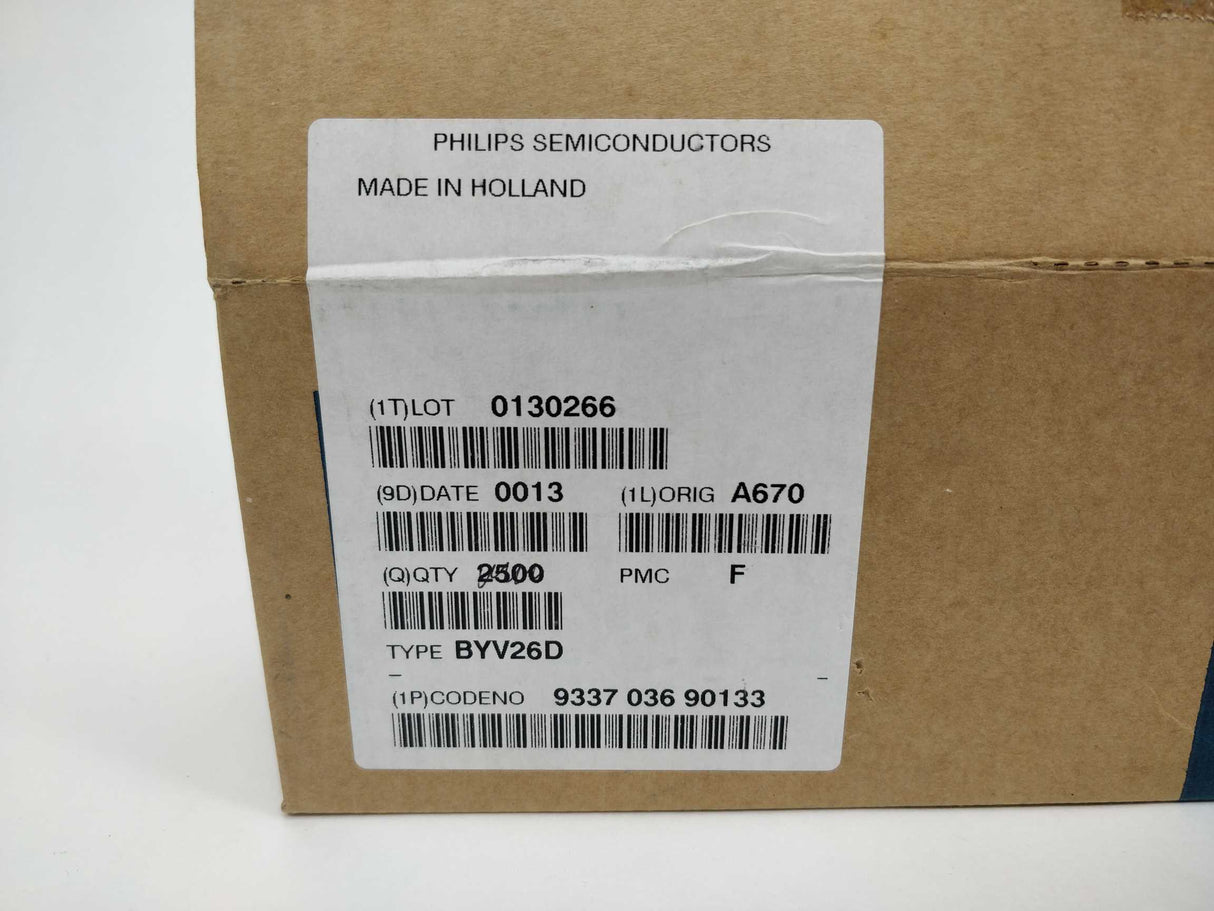 PHILIPS SEMICONDUCTORS
MADE IN HOLLAND
(1T)LOT 0130266
(9D)DATE 0013 (1L)ORIG A670
(Q)QTY 2500 PMC F
TYPE BYV26D
(1P)CODENO 9337 036 90133